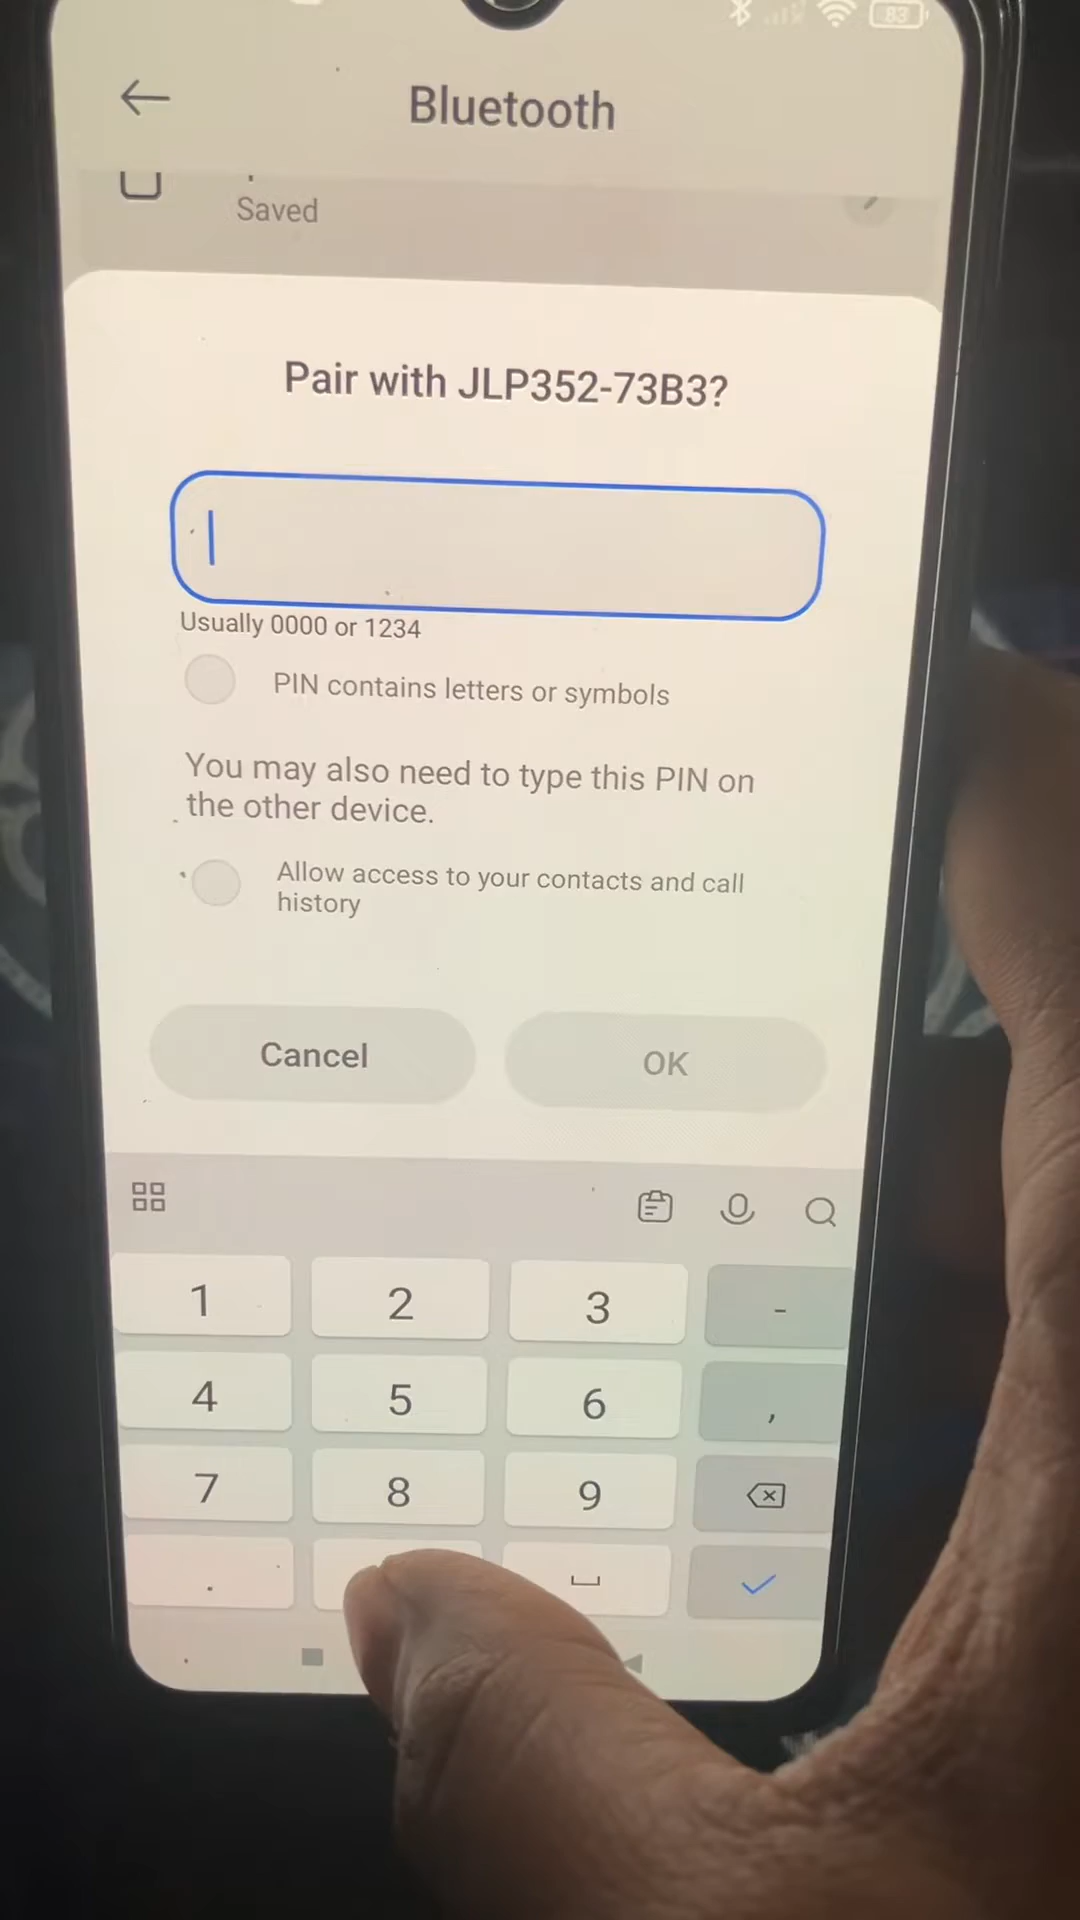 83
Bluetooth
Saved
Pair with JLP352-73B3?
Usually 0000 or 1234
PIN contains letters or symbols
You may also need to type this PIN on
the other device.
Allow access to your contacts and call
history
Cancel
OK
1 2 3 -
4 5 6 ,
7 8 9
.